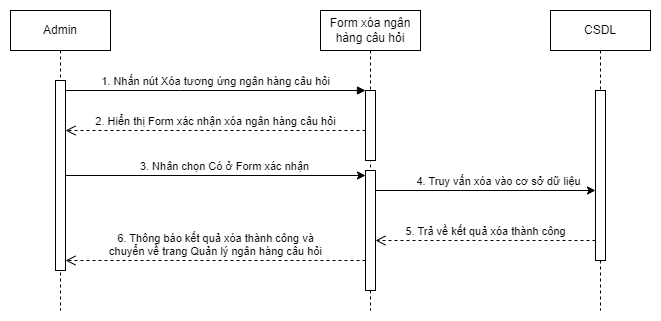 Admin
Form xóa ngân
hàng câu hỏi
CSDL
1. Nhấn nút Xóa tương ứng ngân hàng câu hỏi
2. Hiển thị Form xác nhận xóa ngân hàng câu hỏi
3. Nhân chọn Có ở Form xác nhận
4. Truy vấn xóa vào cơ sở dữ liệu
5. Trả về kết quả xóa thành công
6. Thông báo kết quả xóa thành công và
chuyển về trang Quản lý ngân hàng câu hỏi